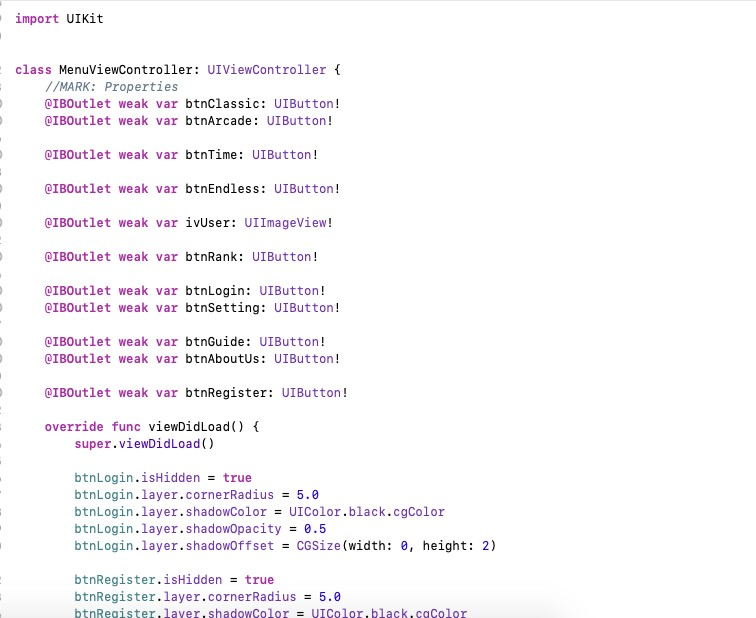 import UIKit
class MenuViewController: UIViewController {
//MARK: Properties
@IBOutlet weak var btnClassic: UIButton!
@IBOutlet weak var btnArcade: UIButton!
@IBOutlet weak var btnTime: UIButton!
@IBOutlet weak var btnEndless: UIButton!
@IBOutlet weak var ivUser: UIImageView!
@IBOutlet weak var btnRank: UIButton!
@IBOutlet weak var btnLogin: UIButton!
@IBOutlet weak var btnSetting: UIButton!
@IBOutlet weak var btnGuide: UIButton!
@IBOutlet weak var btnAboutUs: UIButton!
@IBOutlet weak var btnRegister: UIButton!
override func viewDidLoad() {
super.viewDidLoad()
btnLogin.isHidden = true
btnLogin.layer.cornerRadius = 5.0
btnLogin.layer.shadowColor = UIColor.black.cgColor
btnLogin.layer.shadowOpacity = 0.5
btnLogin.layer.shadowOffset = CGSize(width: 0, height: 2)
btnRegister.isHidden = true
btnRegister.layer.cornerRadius = 5.0
btnRegister.layer.shadowColor = UIColor.black.cgColor